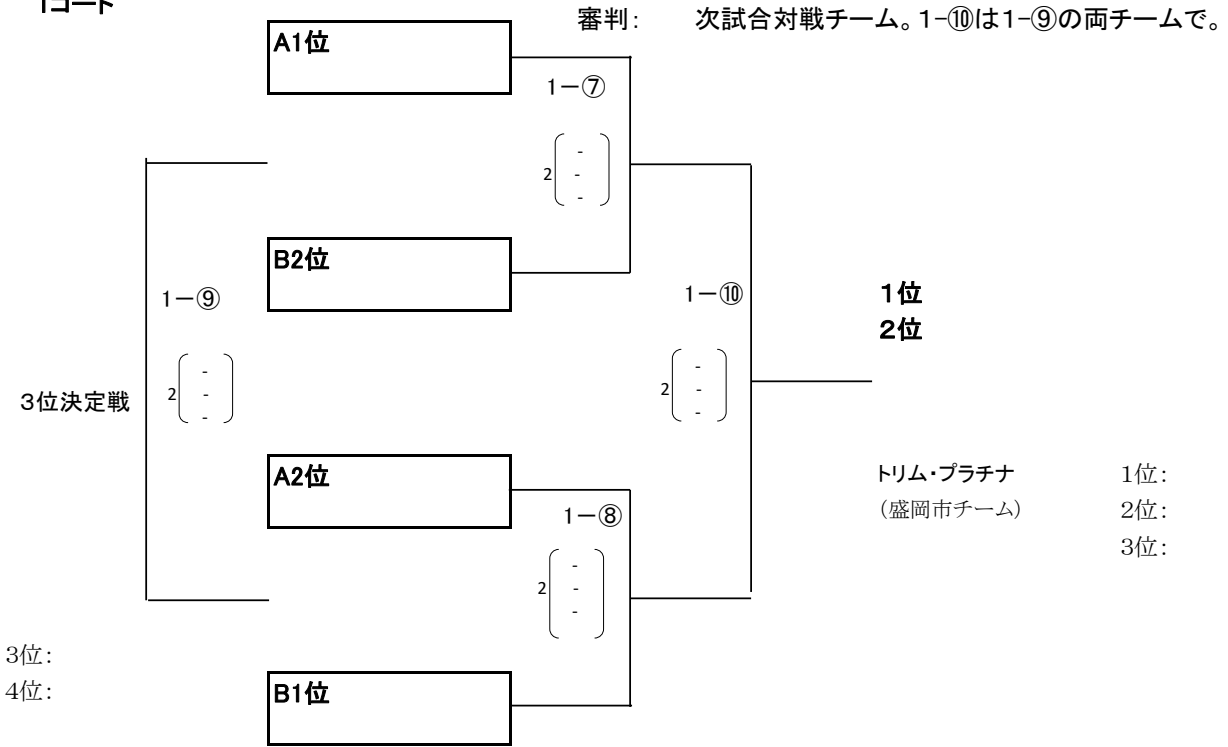 1コート
審判: 次試合対戦チーム。1-⑩は1-⑨の両チームで。
A1位
1－⑦
-
2 -
-
B2位
1－⑨
1－⑩
1位
2位
-
2 -
-
-
2 -
-
3位決定戦
A2位
トリム・プラチナ 1位:
(盛岡市チーム) 2位:
3位:
1－⑧
-
2 -
-
3位:
4位:
B1位